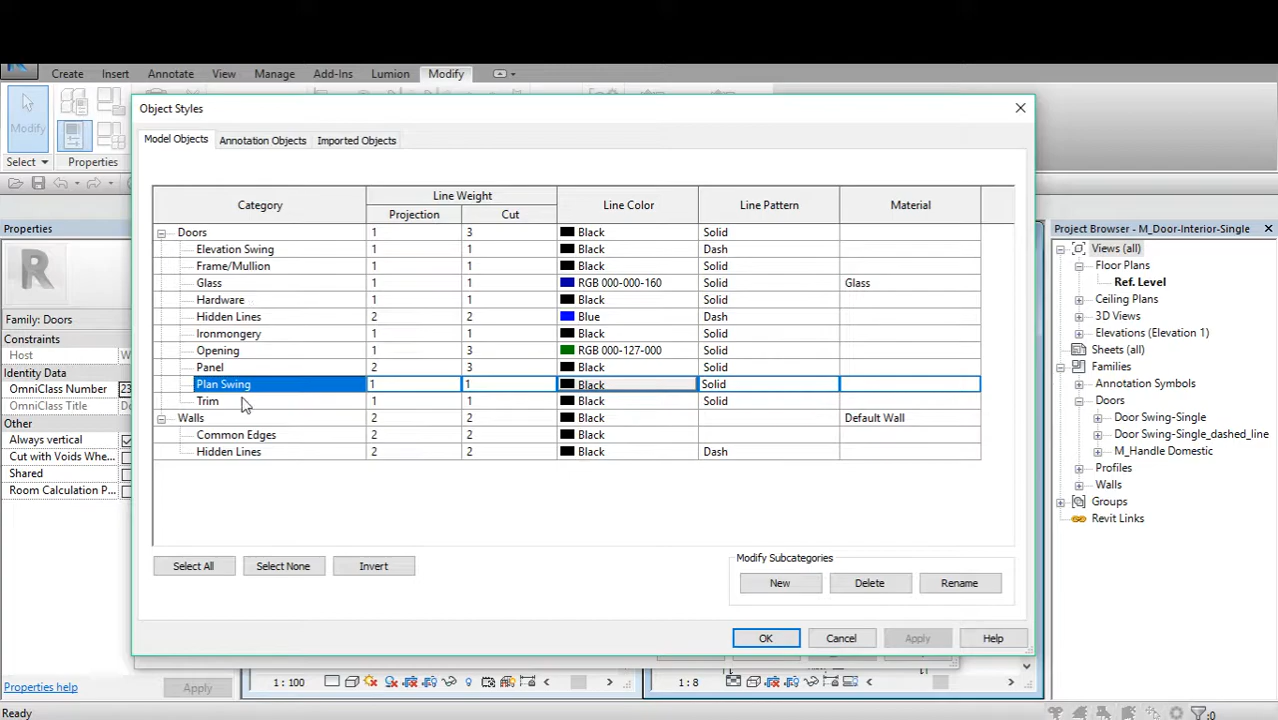 Create Insert Annotate View Manage Add-Ins Lumion Modify
Object Styles
Modify
Model Objects Annotation Objects Imported Objects
Select Properties
Category Line Weight Line Color Line Pattern Material
Projection Cut
Properties
Project Browser - M_Door-Interior-Single
Doors 1 3 Black Solid
Elevation Swing 1 1 Black Dash
Frame/Mullion 1 1 Black Solid
Glass 1 1 RGB 000-000-160 Solid Glass
Hardware 1 1 Black Solid
Hidden Lines 2 2 Blue Dash
Ironmongery 1 1 Black Solid
Opening 1 3 RGB 000-127-000 Solid
Panel 2 3 Black Solid
Plan Swing 1 1 Black Solid
Trim 1 1 Black Solid
Walls 2 2 Black Default Wall
Common Edges 2 2 Black
Hidden Lines 2 2 Black Dash
Family: Doors
Constraints
Host W
Identity Data
OmniClass Number 23
OmniClass Title D
Other
Always vertical
Cut with Voids Whe...
Shared
Room Calculation P...
Views (all)
Floor Plans
Ref. Level
Ceiling Plans
3D Views
Elevations (Elevation 1)
Sheets (all)
Families
Annotation Symbols
Doors
Door Swing-Single
Door Swing-Single_dashed_line
M_Handle Domestic
Profiles
Walls
Groups
Revit Links
Select All Select None Invert
Modify Subcategories
New Delete Rename
OK Cancel Apply Help
Properties help Apply
1 : 100
1 : 8
Ready
:0